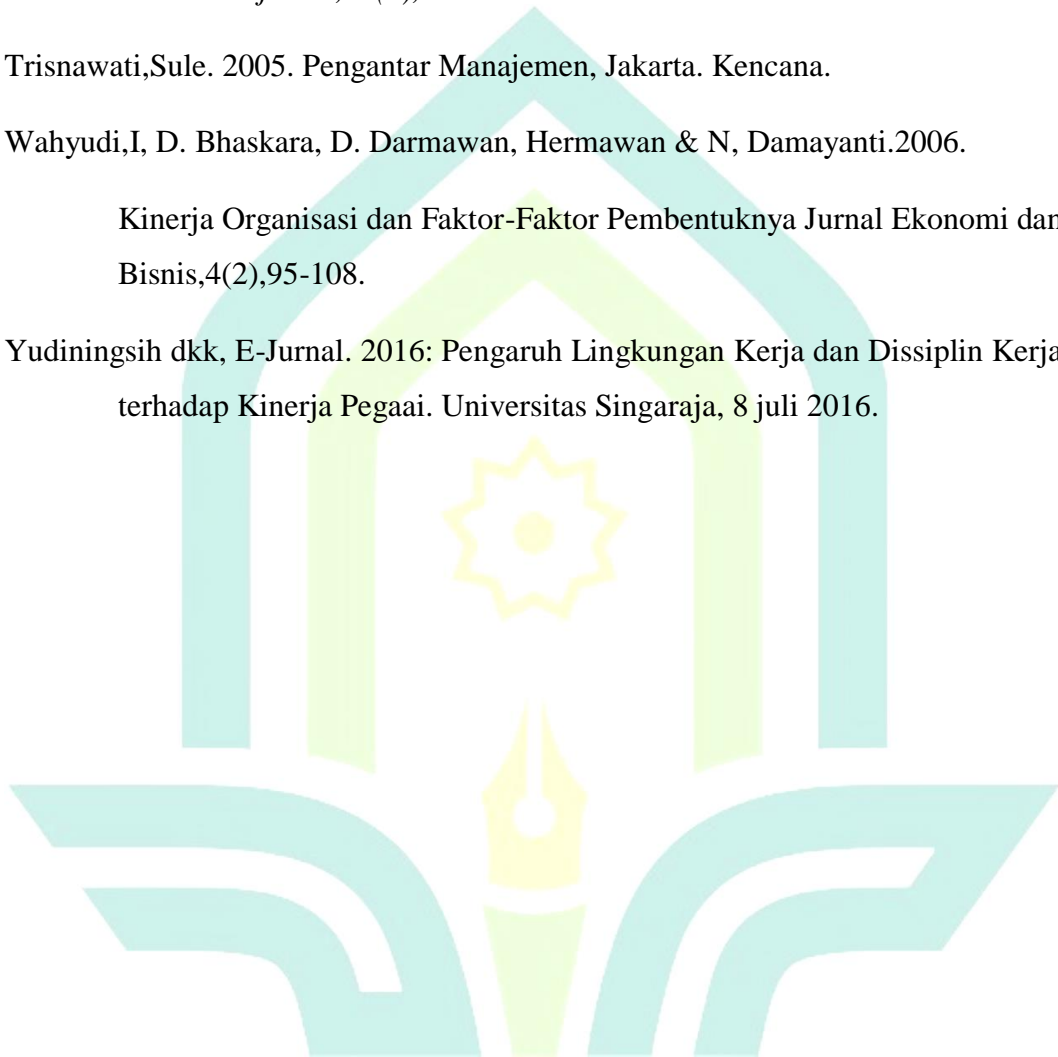 Trisnawati,Sule. 2005. Pengantar Manajemen, Jakarta. Kencana.
Wahyudi,I, D. Bhaskara, D. Darmawan, Hermawan & N, Damayanti.2006.
Kinerja Organisasi dan Faktor-Faktor Pembentuknya Jurnal Ekonomi dan
Bisnis,4(2),95-108.
Yudiningsih dkk, E-Jurnal. 2016: Pengaruh Lingkungan Kerja dan Dissiplin Kerja
terhadap Kinerja Pegaai. Universitas Singaraja, 8 juli 2016.